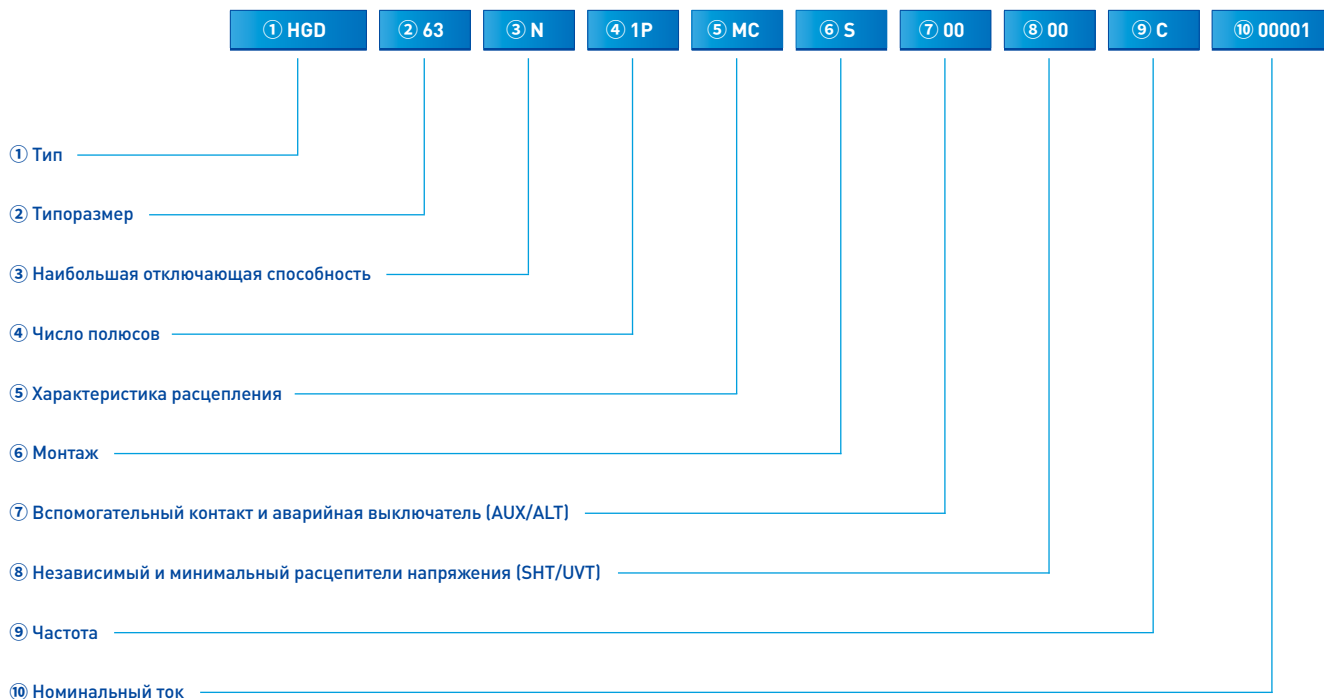 ① HGD ② 63 ③ N ④ 1P ⑤ MC ⑥ S ⑦ 00 ⑧ 00 ⑨ C ⑩ 00001
① Тип
② Типоразмер
③ Наибольшая отключающая способность
④ Число полюсов
⑤ Характеристика расцепления
⑥ Монтаж
⑦ Вспомогательный контакт и аварийная выключатель (AUX/ALT)
⑧ Независимый и минимальный расцепители напряжения (SHT/UVT)
⑨ Частота
⑩ Номинальный ток